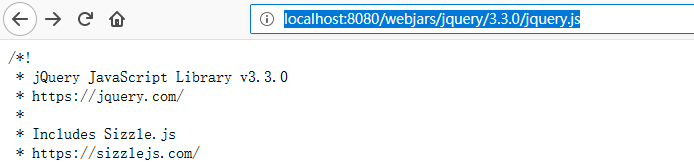 localhost:8080/webjars/jquery/3.3.0/jquery.js
/*!
 * jQuery JavaScript Library v3.3.0
 * https://jquery.com/
 *
 * Includes Sizzle.js
 * https://sizzlejs.com/